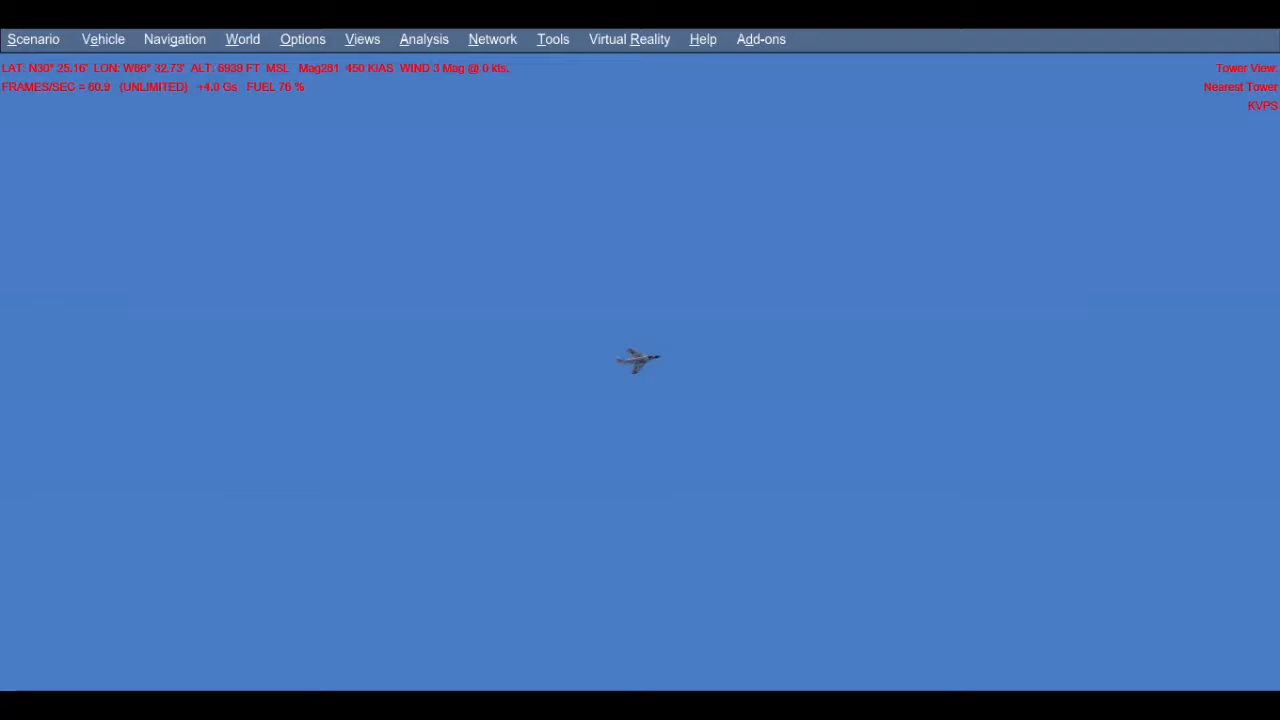 Scenario Vehicle Navigation World Options Views Analysis Network Tools Virtual Reality Help Add-ons
LAT: N30° 25.16' LON: W86° 32.73' ALT: 6939 FT MSL Mag261 450 KIAS WIND 3 Mag @ 0 kts.
FRAMES/SEC = 60.9 (UNLIMITED) +4.0 Gs FUEL 76 %
Tower View:
Nearest Tower
KVPS